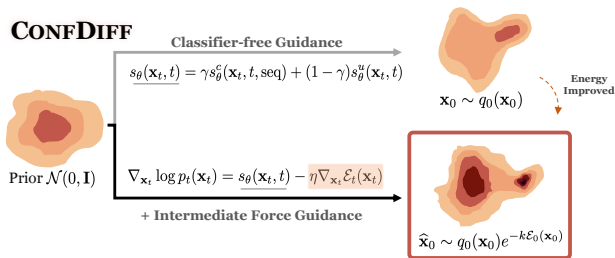 CONFDIFF
Classifier-free Guidance
s_θ(x_t, t) = γs_θ^c(x_t, t, seq) + (1−γ)s_θ^u(x_t, t)
x_0 ∼ q_0(x_0)
Energy
Improved
Prior 𝒩(0, I)
∇_{x_t} log p_t(x_t) = s_θ(x_t, t) − η∇_{x_t}ℰ_t(x_t)
+ Intermediate Force Guidance
x̂_0 ∼ q_0(x_0)e^{−kℰ_0(x_0)}